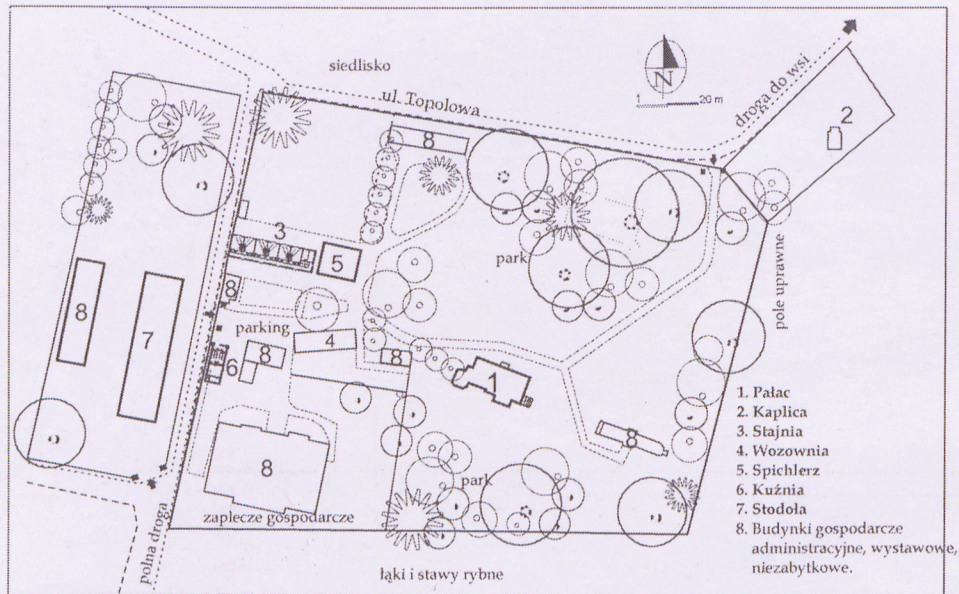 siedlisko
ul. Topolowa
N
20 m
droga do wsi
2
8
3
5
park
pole uprawne
8
8
7
parking
4
8
8
6
1
8
8
park
zaplecze gospodarcze
polna droga
łąki i stawy rybne
1. Pałac
2. Kaplica
3. Stajnia
4. Wozownia
5. Spichlerz
6. Kuźnia
7. Stodoła
8. Budynki gospodarcze
administracyjne, wystawowe,
niezabytkowe.